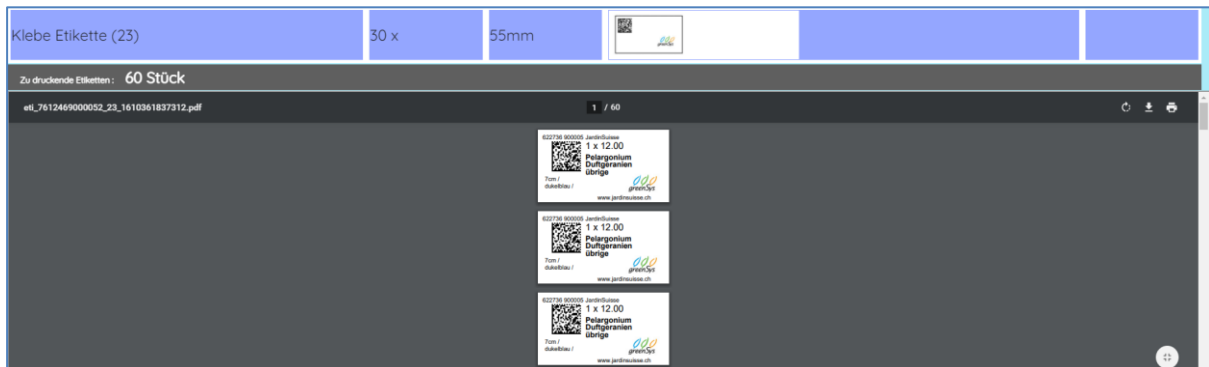 Klebe Etikette (23) 30 x 55mm
Zu druckende Etiketten : 60 Stück
eti_7612469000052_23_1610361837312.pdf 1 / 60
622736 900005 JardinSuisse
1 x 12.00
Pelargonium
Duftgeranien
übrige
7cm /
dukelblau /
greenSys
www.jardinsuisse.ch
622736 900005 JardinSuisse
1 x 12.00
Pelargonium
Duftgeranien
übrige
7cm /
dukelblau /
greenSys
www.jardinsuisse.ch
622736 900005 JardinSuisse
1 x 12.00
Pelargonium
Duftgeranien
übrige
7cm /
dukelblau /
greenSys
www.jardinsuisse.ch